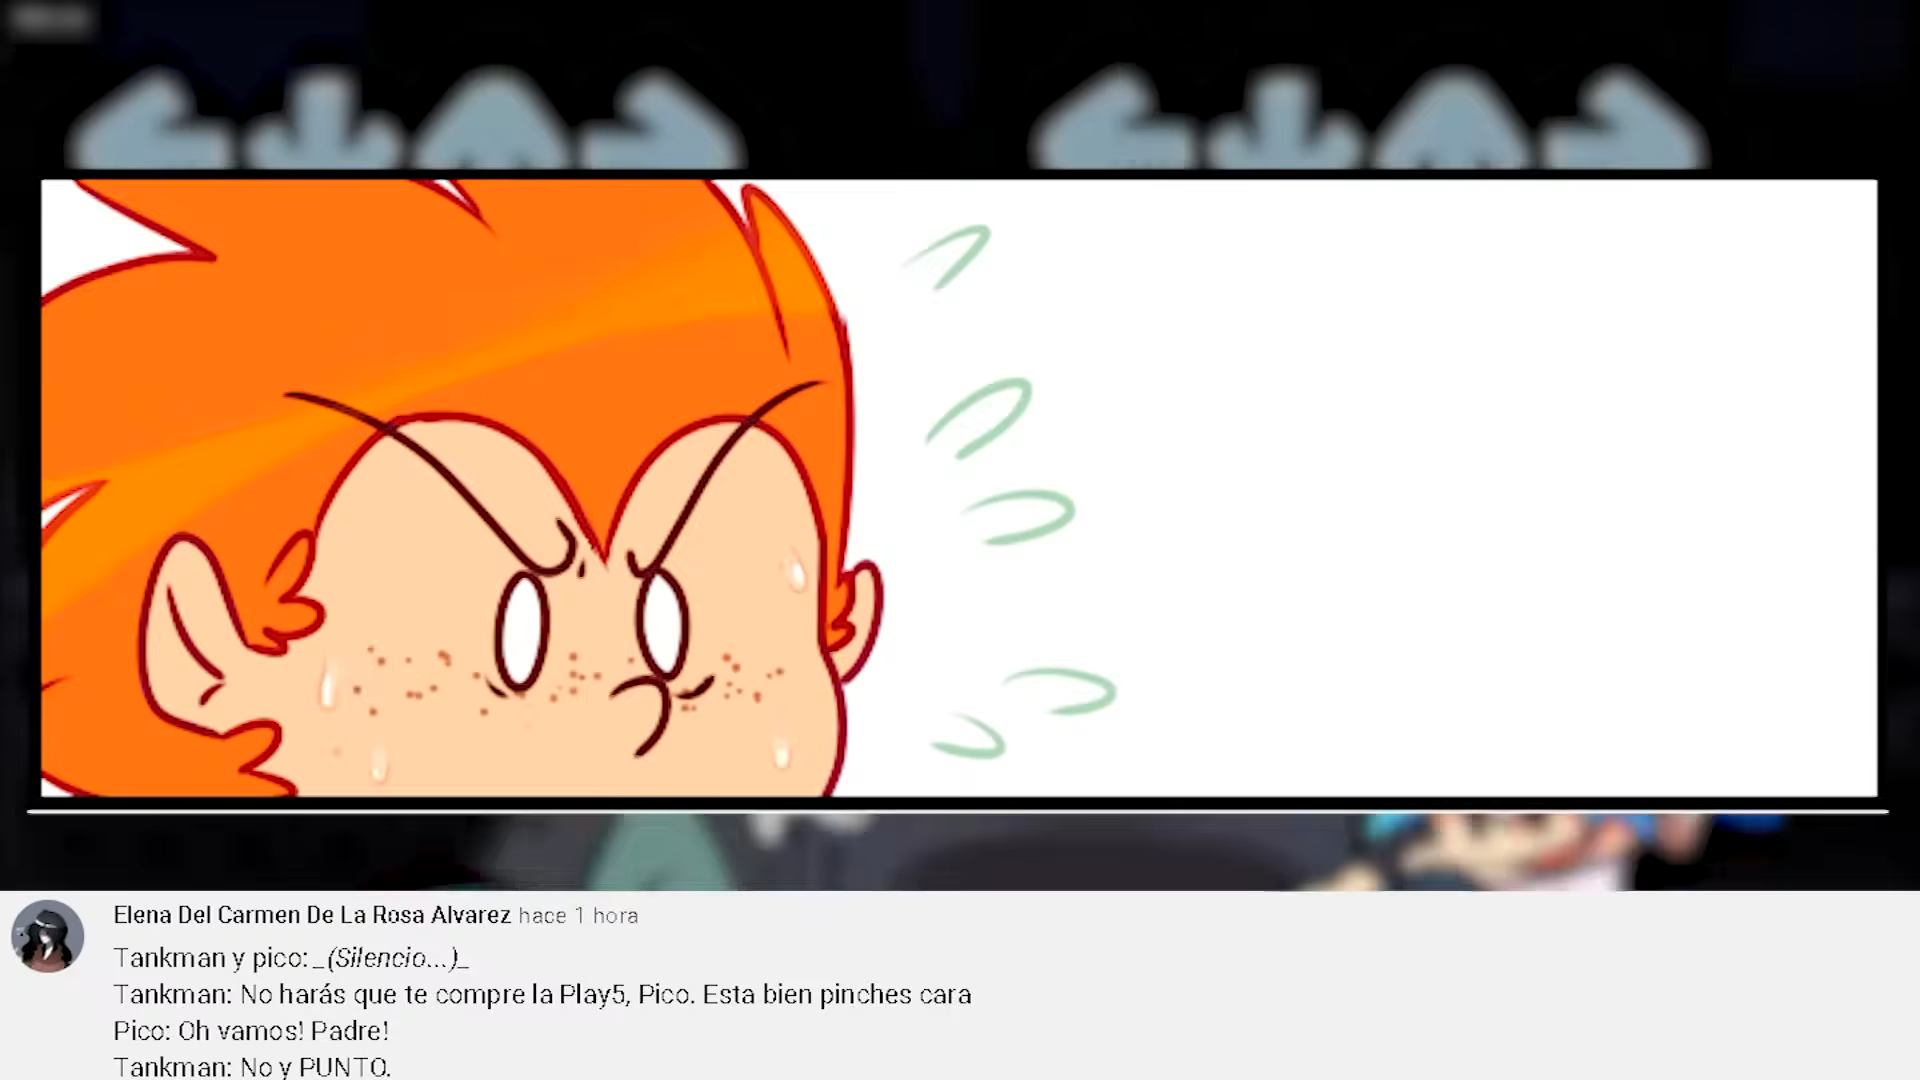 Elena Del Carmen De La Rosa Alvarez hace 1 hora
Tankman y pico: _(Silencio...)_
Tankman: No harás que te compre la Play5, Pico. Esta bien pinches cara
Pico: Oh vamos! Padre!
Tankman: No y PUNTO.